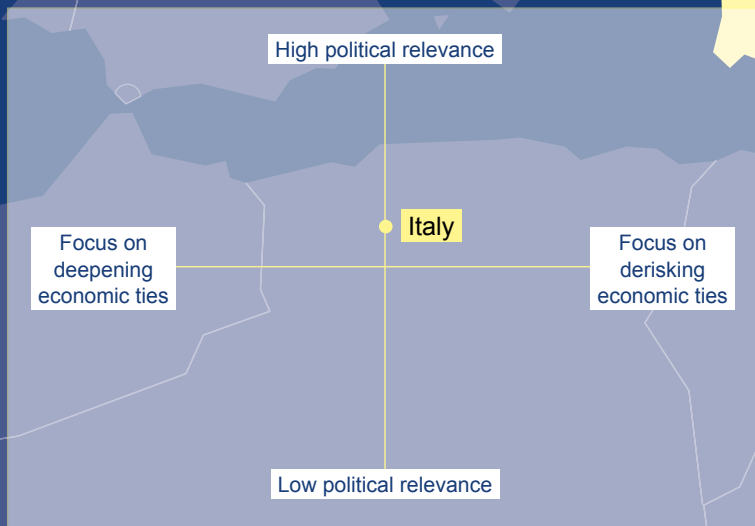 High political relevance
Italy
Focus on
deepening
economic ties
Focus on
derisking
economic ties
Low political relevance